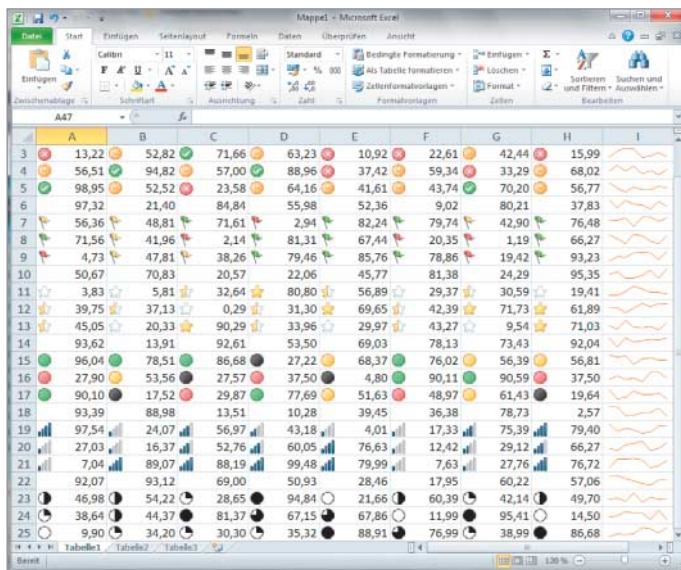 Mappe1 - Microsoft Excel
Datei Start Einfügen Seitenlayout Formeln Daten Überprüfen Ansicht
Calibri 11 Standard Bedingte Formatierung Einfügen Σ
Einfügen F K U A A % 000 Als Tabelle formatieren Löschen Sortieren Suchen und
Zellenformatvorlagen Format und Filtern Auswählen
Zwischenablage Schriftart Ausrichtung Zahl Formatvorlagen Zellen Bearbeiten
A47 fx
A B C D E F G H I
3 13,22 52,82 71,66 63,23 10,92 22,61 42,44 15,99
4 56,51 94,82 57,00 88,96 37,42 59,34 33,29 68,02
5 98,95 52,52 23,58 64,16 41,61 43,74 70,20 56,77
6 97,32 21,40 84,84 55,98 52,36 9,02 80,21 37,83
7 56,36 48,81 71,61 2,94 82,24 79,74 42,90 76,48
8 71,56 41,96 2,14 81,31 67,44 20,35 1,19 66,27
9 4,73 47,81 38,26 79,46 85,76 78,86 19,42 93,23
10 50,67 70,83 20,57 22,06 45,77 81,38 24,29 95,35
11 3,83 5,81 32,64 80,80 56,89 29,37 30,59 19,41
12 39,75 37,13 0,29 31,30 69,65 42,39 71,73 61,89
13 45,05 20,33 90,29 33,96 29,97 43,27 9,54 71,03
14 93,62 13,91 92,61 53,50 69,03 78,13 73,43 92,04
15 96,04 78,51 86,68 27,22 68,37 76,02 56,39 56,81
16 27,90 53,56 27,57 37,50 4,80 90,11 90,59 37,50
17 90,10 17,52 29,87 77,69 51,63 48,97 61,43 19,64
18 93,39 88,98 13,51 10,28 39,45 36,38 78,73 2,57
19 97,54 24,07 56,97 43,18 4,01 17,33 75,39 79,40
20 27,03 16,37 52,76 60,05 76,63 12,42 29,12 66,27
21 7,04 89,07 88,19 99,48 79,99 7,63 27,76 76,72
22 92,07 93,12 69,00 50,93 28,46 17,95 60,22 57,06
23 46,98 54,22 28,65 94,84 21,66 60,39 42,14 49,70
24 38,64 44,37 81,37 67,15 67,86 11,99 95,41 14,50
25 9,90 34,20 30,30 35,32 88,91 76,99 38,99 86,68
Tabelle1 Tabelle2 Tabelle3
Bereit 120 %